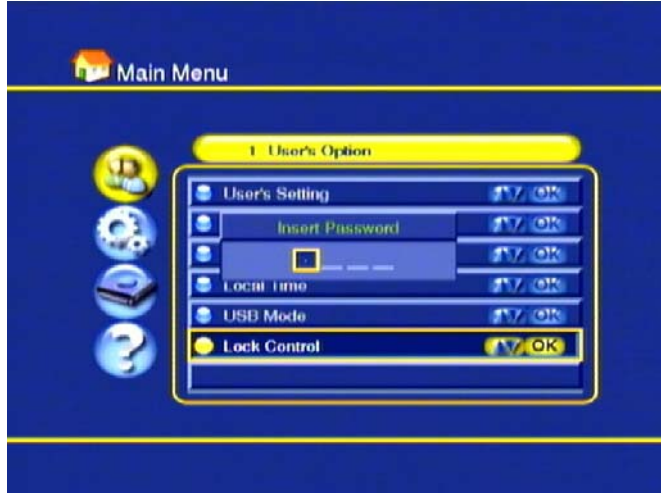 Main Menu
1 User's Option
User's Setting OK
Insert Password
OK
OK
Local Time OK
USB Mode OK
Lock Control OK
?